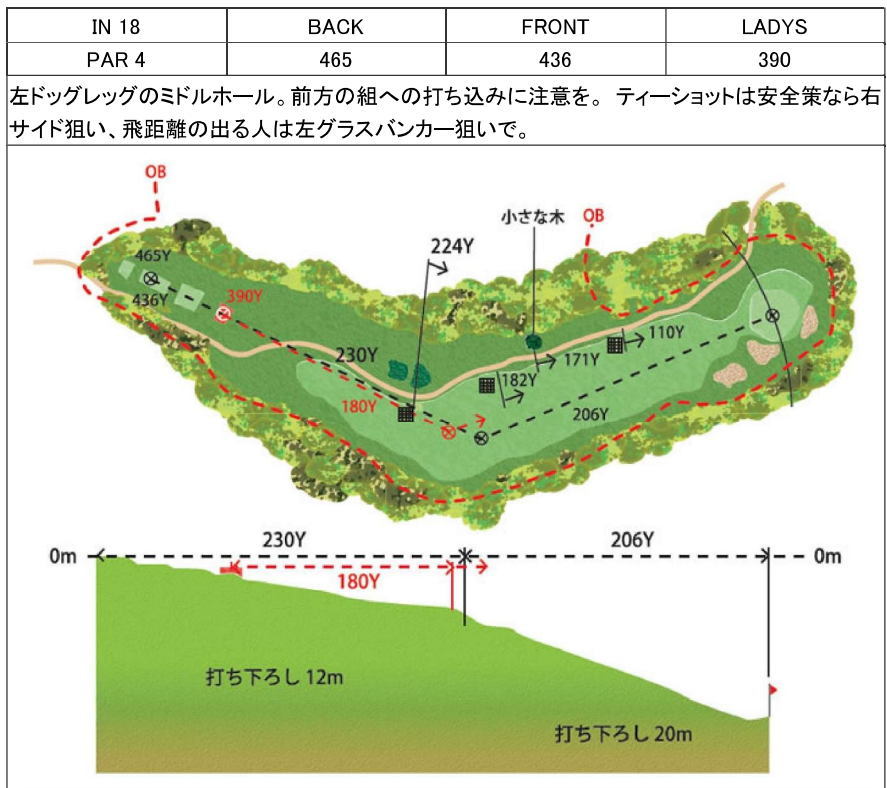 IN 18 BACK FRONT LADYS
PAR 4 465 436 390
左ドッグレッグのミドルホール。前方の組への打ち込みに注意を。 ティーショットは安全策なら右
サイド狙い、飛距離の出る人は左グラスバンカー狙いで。
OB
小さな木
OB
224Y
465Y
436Y
390Y
230Y
110Y
171Y
182Y
180Y
206Y
230Y
206Y
0m
0m
180Y
打ち下ろし 12m
打ち下ろし 20m